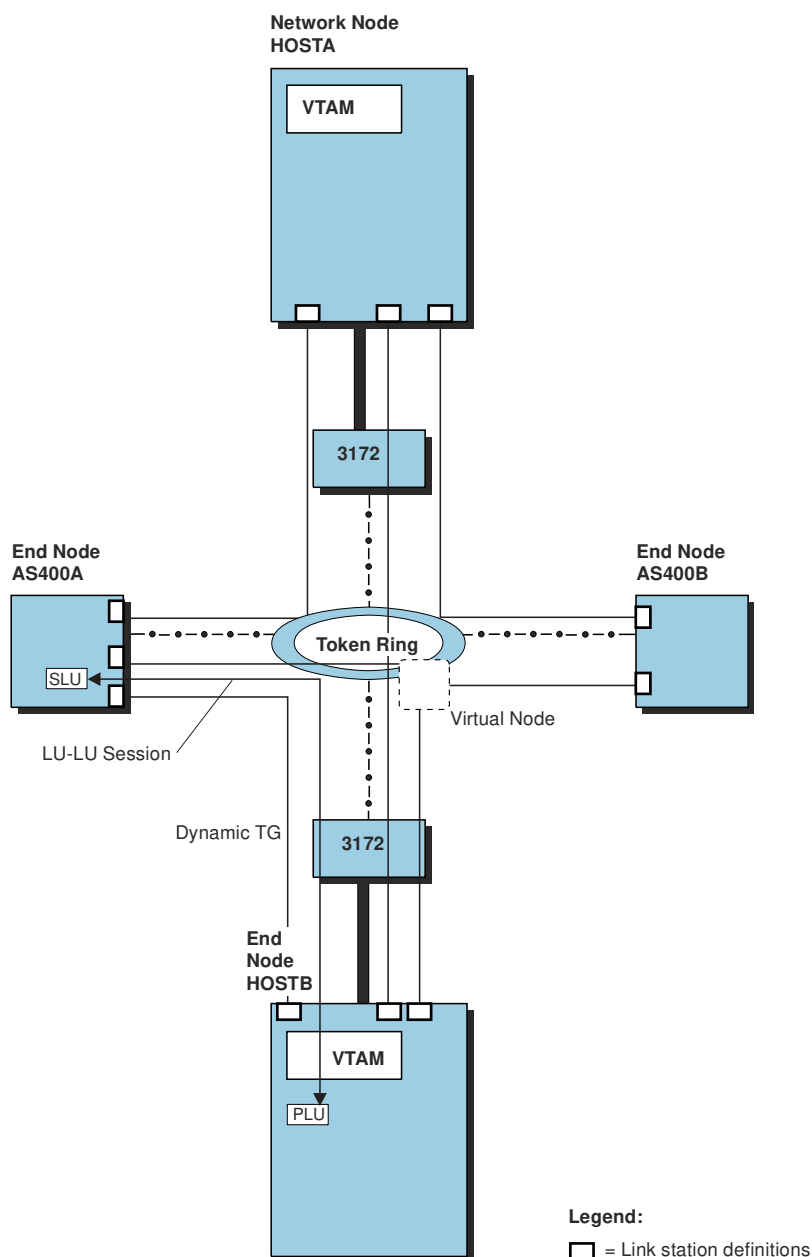 Network Node
HOSTA
VTAM
3172
End Node
AS400A
End Node
AS400B
Token Ring
SLU
Virtual Node
LU-LU Session
Dynamic TG
3172
End
Node
HOSTB
VTAM
PLU
Legend:
= Link station definitions